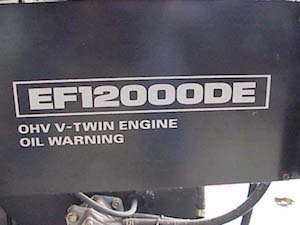 EF12000DE
OHV V-TWIN ENGINE
OIL WARNING